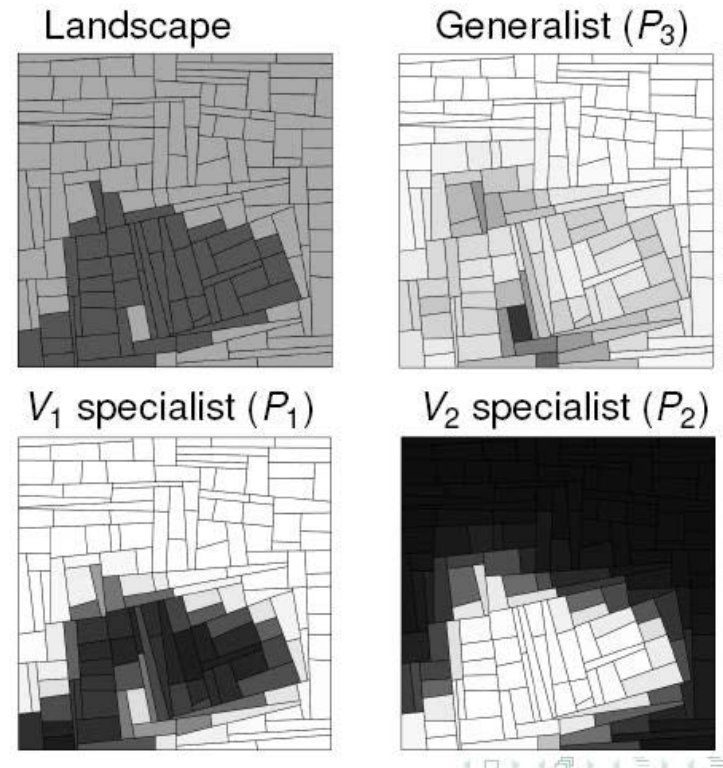 Landscape
Generalist (P₃)
V₁ specialist (P₁)
V₂ specialist (P₂)